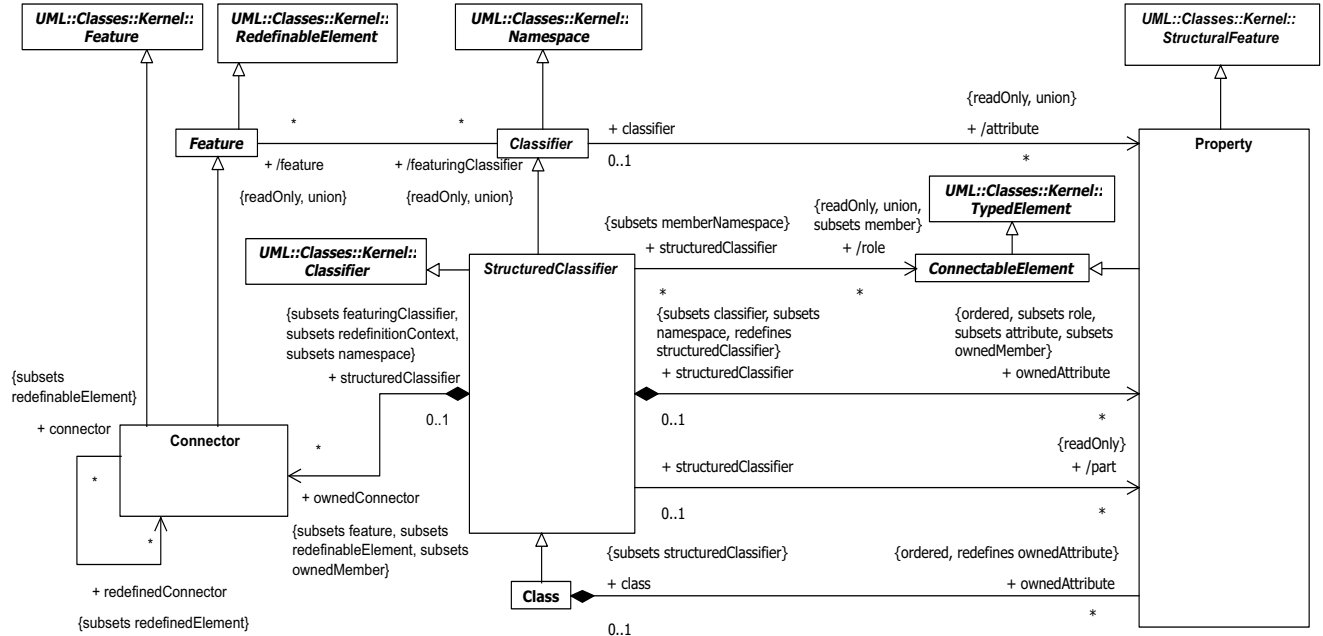 UML::Classes::Kernel::
Feature
UML::Classes::Kernel::
RedefinableElement
UML::Classes::Kernel::
Namespace
UML::Classes::Kernel::
StructuralFeature
{readOnly, union}
*
*
+ classifier
+ /attribute
Feature
Classifier
Property
+ /feature
+ /featuringClassifier
0..1
*
{readOnly, union}
{readOnly, union}
UML::Classes::Kernel::
TypedElement
{subsets memberNamespace}
{readOnly, union,
subsets member}
+ structuredClassifier
+ /role
UML::Classes::Kernel::
Classifier
StructuredClassifier
ConnectableElement
*
*
{subsets featuringClassifier,
subsets redefinitionContext,
subsets namespace}
{subsets classifier, subsets
namespace, redefines
structuredClassifier}
{ordered, subsets role,
subsets attribute, subsets
ownedMember}
+ structuredClassifier
+ structuredClassifier
+ ownedAttribute
{subsets
redefinableElement}
0..1
0..1
*
+ connector
Connector
*
{readOnly}
+ structuredClassifier
+ /part
*
+ ownedConnector
0..1
*
*
{subsets feature, subsets
redefinableElement, subsets
ownedMember}
{subsets structuredClassifier}
{ordered, redefines ownedAttribute}
+ redefinedConnector
Class
+ class
+ ownedAttribute
{subsets redefinedElement}
0..1
*